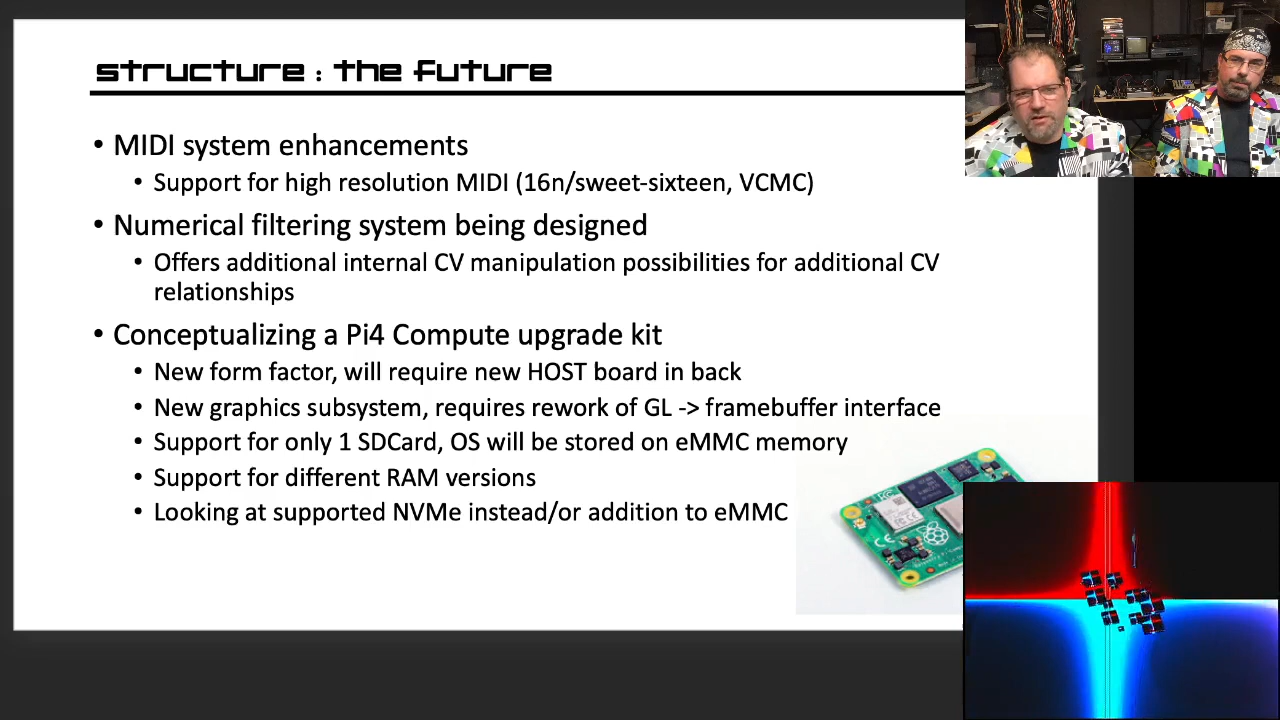 structure : the future
• MIDI system enhancements
• Support for high resolution MIDI (16n/sweet-sixteen, VCMC)
• Numerical filtering system being designed
• Offers additional internal CV manipulation possibilities for additional CV
relationships
• Conceptualizing a Pi4 Compute upgrade kit
• New form factor, will require new HOST board in back
• New graphics subsystem, requires rework of GL -> framebuffer interface
• Support for only 1 SDCard, OS will be stored on eMMC memory
• Support for different RAM versions
• Looking at supported NVMe instead/or addition to eMMC